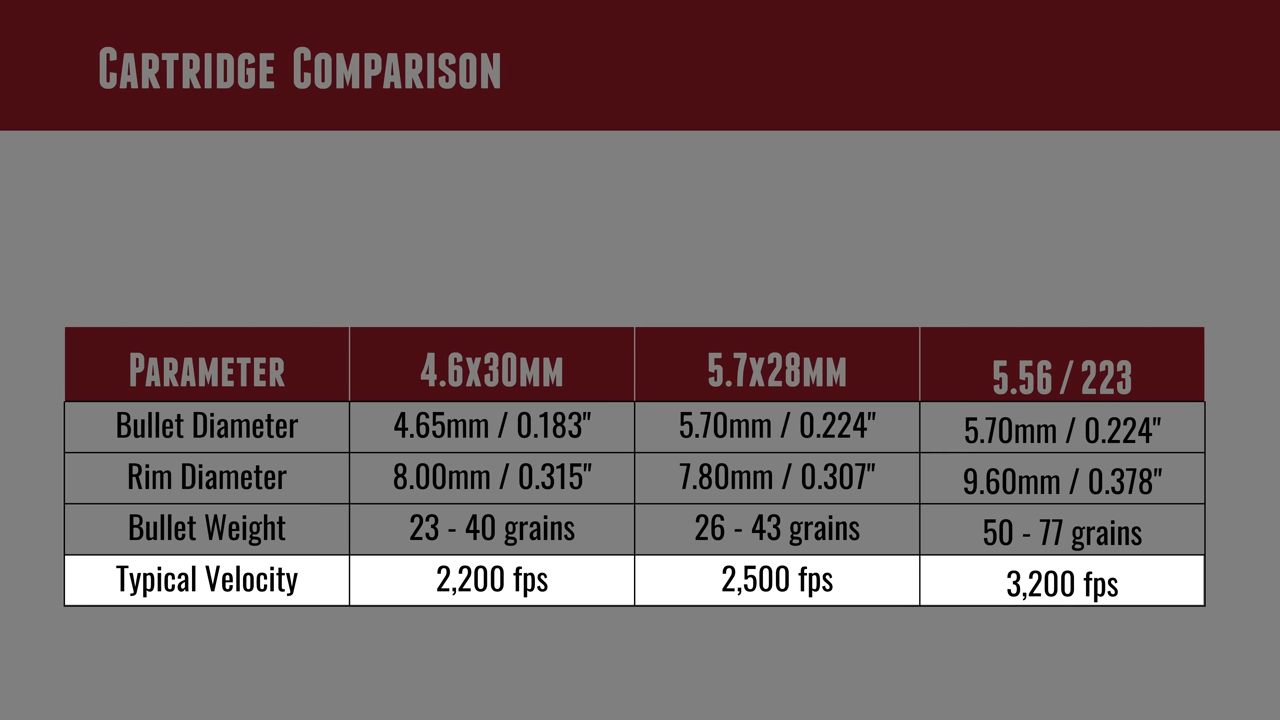 Cartridge Comparison
Parameter 4.6x30mm 5.7x28mm 5.56 / 223
Bullet Diameter 4.65mm / 0.183" 5.70mm / 0.224" 5.70mm / 0.224"
Rim Diameter 8.00mm / 0.315" 7.80mm / 0.307" 9.60mm / 0.378"
Bullet Weight 23 - 40 grains 26 - 43 grains 50 - 77 grains
Typical Velocity 2,200 fps 2,500 fps 3,200 fps